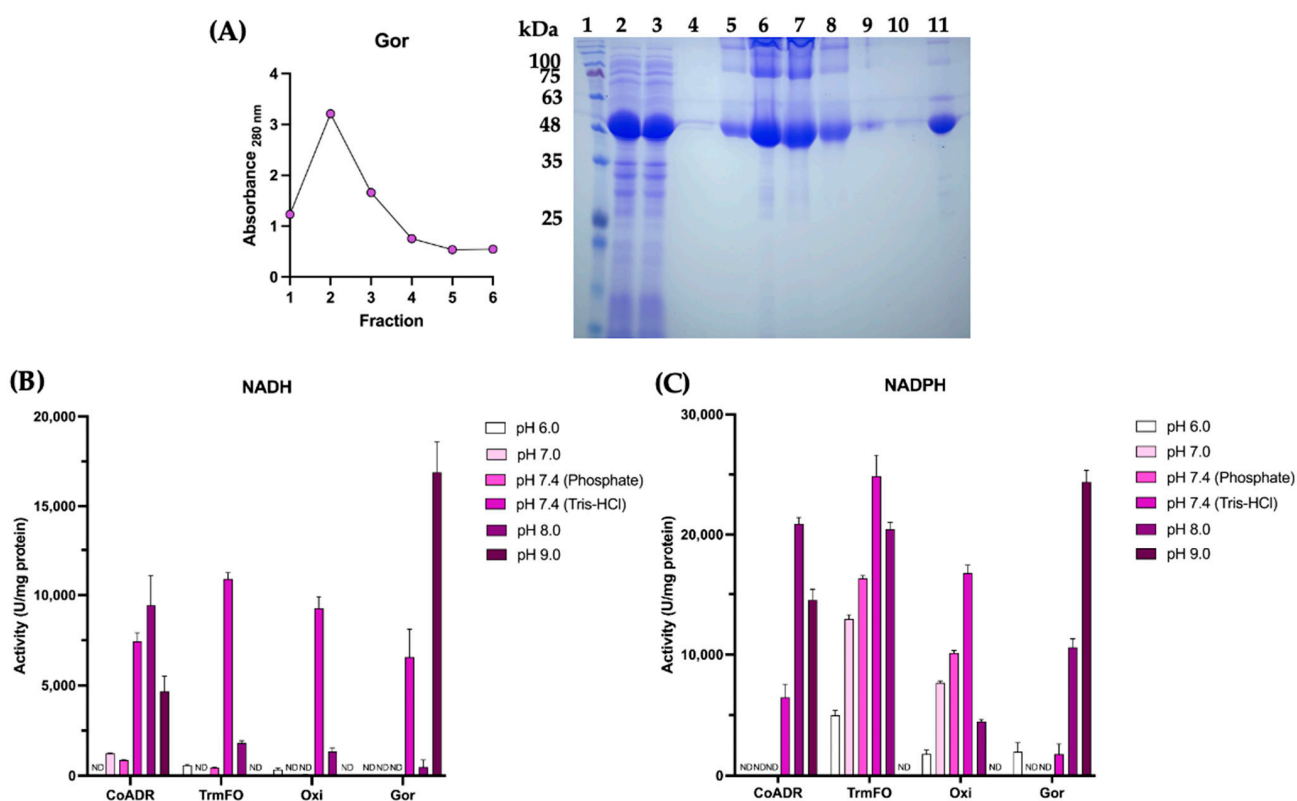 (A)
Gor
Absorbance 280 nm
4
3
2
1
0
1 2 3 4 5 6
Fraction
kDa 1 2 3 4 5 6 7 8 9 10 11
100
75
63
48
35
25
(B)
NADH
Activity (U/mg protein)
20,000
15,000
10,000
5,000
0
ND ND ND ND ND ND ND ND ND
CoADR TrmFO Oxi Gor
pH 6.0
pH 7.0
pH 7.4 (Phosphate)
pH 7.4 (Tris-HCl)
pH 8.0
pH 9.0
(C)
NADPH
Activity (U/mg protein)
30,000
20,000
10,000
0
ND ND ND ND ND ND ND
CoADR TrmFO Oxi Gor
pH 6.0
pH 7.0
pH 7.4 (Phosphate)
pH 7.4 (Tris-HCl)
pH 8.0
pH 9.0